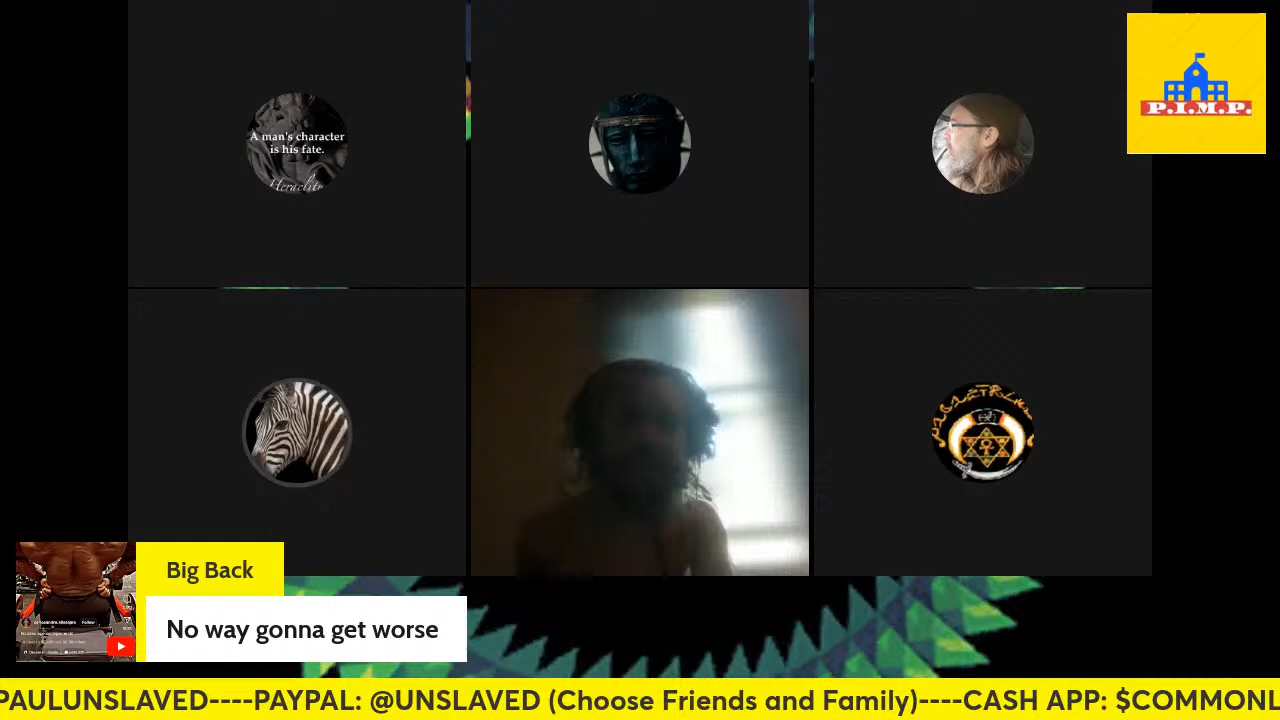 A man's character
is his fate.
P.I.M.P.
Big Back
No way gonna get worse
PAULUNSLAVED----PAYPAL: @UNSLAVED (Choose Friends and Family)----CASH APP: $COMMONL